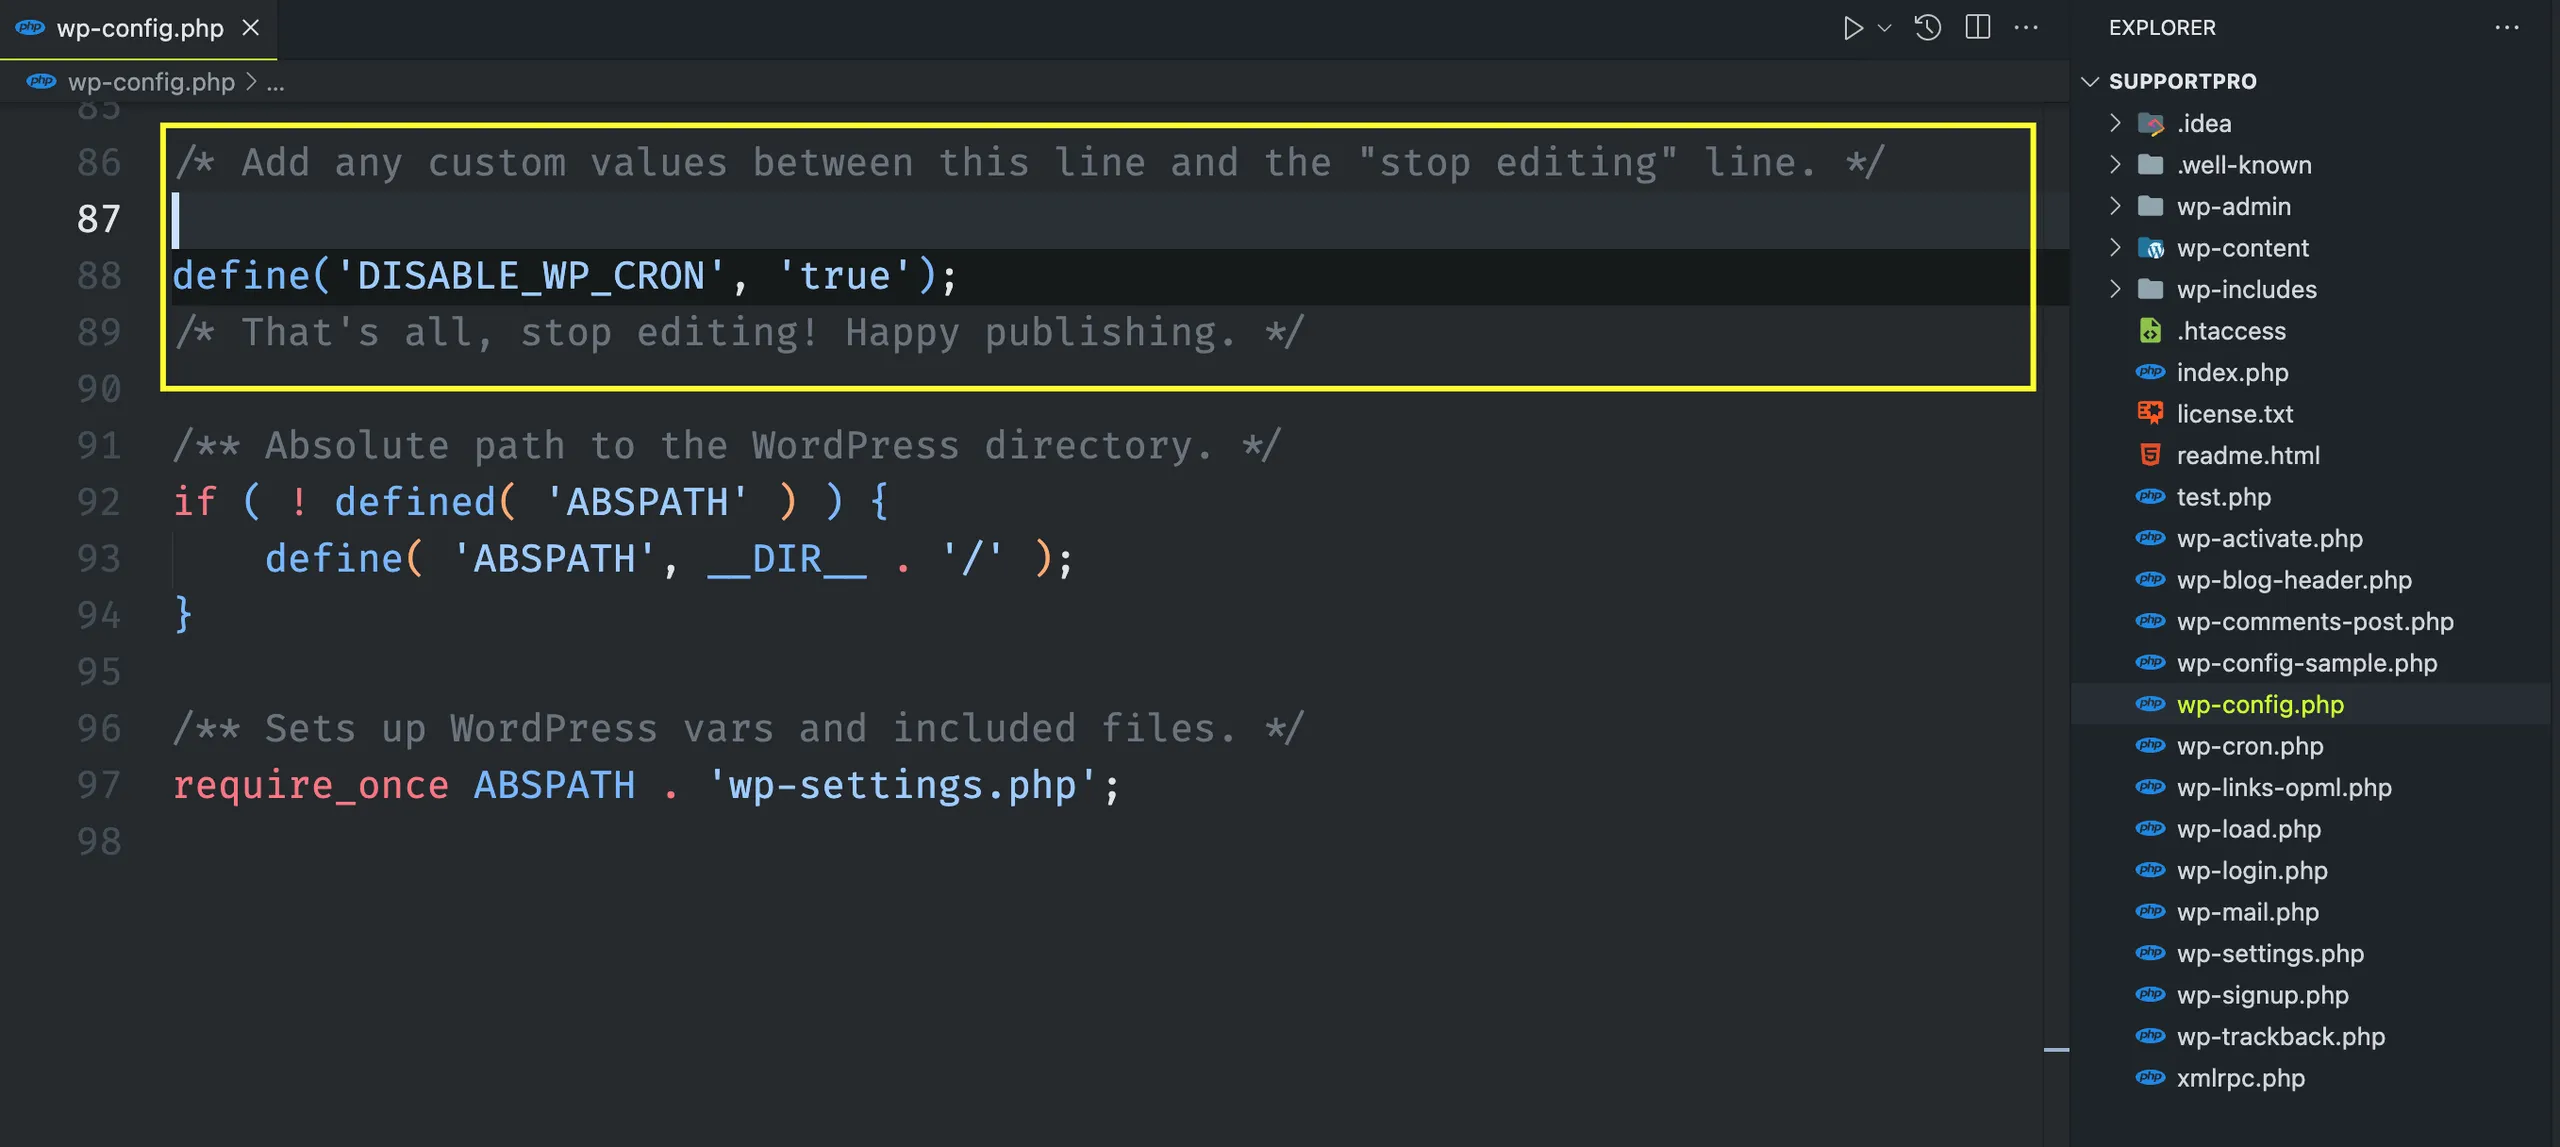 wp-config.php
EXPLORER
wp-config.php > ...
SUPPORTPRO
85
86 /* Add any custom values between this line and the "stop editing" line. */
87
88 define('DISABLE_WP_CRON', 'true');
89 /* That's all, stop editing! Happy publishing. */
90
91 /** Absolute path to the WordPress directory. */
92 if ( ! defined( 'ABSPATH' ) ) {
93 define( 'ABSPATH', __DIR__ . '/' );
94 }
95
96 /** Sets up WordPress vars and included files. */
97 require_once ABSPATH . 'wp-settings.php';
98
.idea
.well-known
wp-admin
wp-content
wp-includes
.htaccess
index.php
license.txt
readme.html
test.php
wp-activate.php
wp-blog-header.php
wp-comments-post.php
wp-config-sample.php
wp-config.php
wp-cron.php
wp-links-opml.php
wp-load.php
wp-login.php
wp-mail.php
wp-settings.php
wp-signup.php
wp-trackback.php
xmlrpc.php